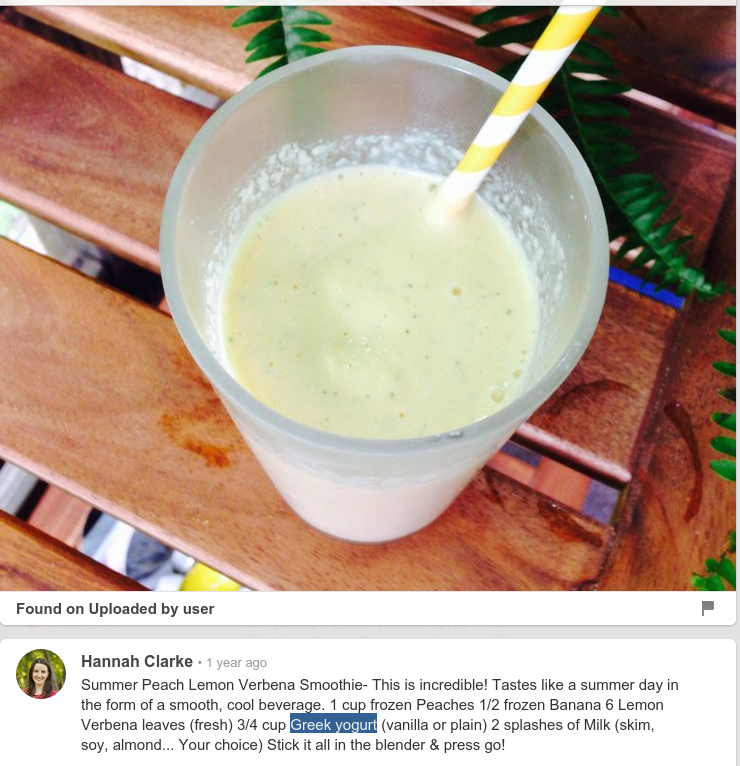 Found on Uploaded by user
Hannah Clarke • 1 year ago
Summer Peach Lemon Verbena Smoothie- This is incredible! Tastes like a summer day in
the form of a smooth, cool beverage. 1 cup frozen Peaches 1/2 frozen Banana 6 Lemon
Verbena leaves (fresh) 3/4 cup Greek yogurt (vanilla or plain) 2 splashes of Milk (skim,
soy, almond... Your choice) Stick it all in the blender & press go!